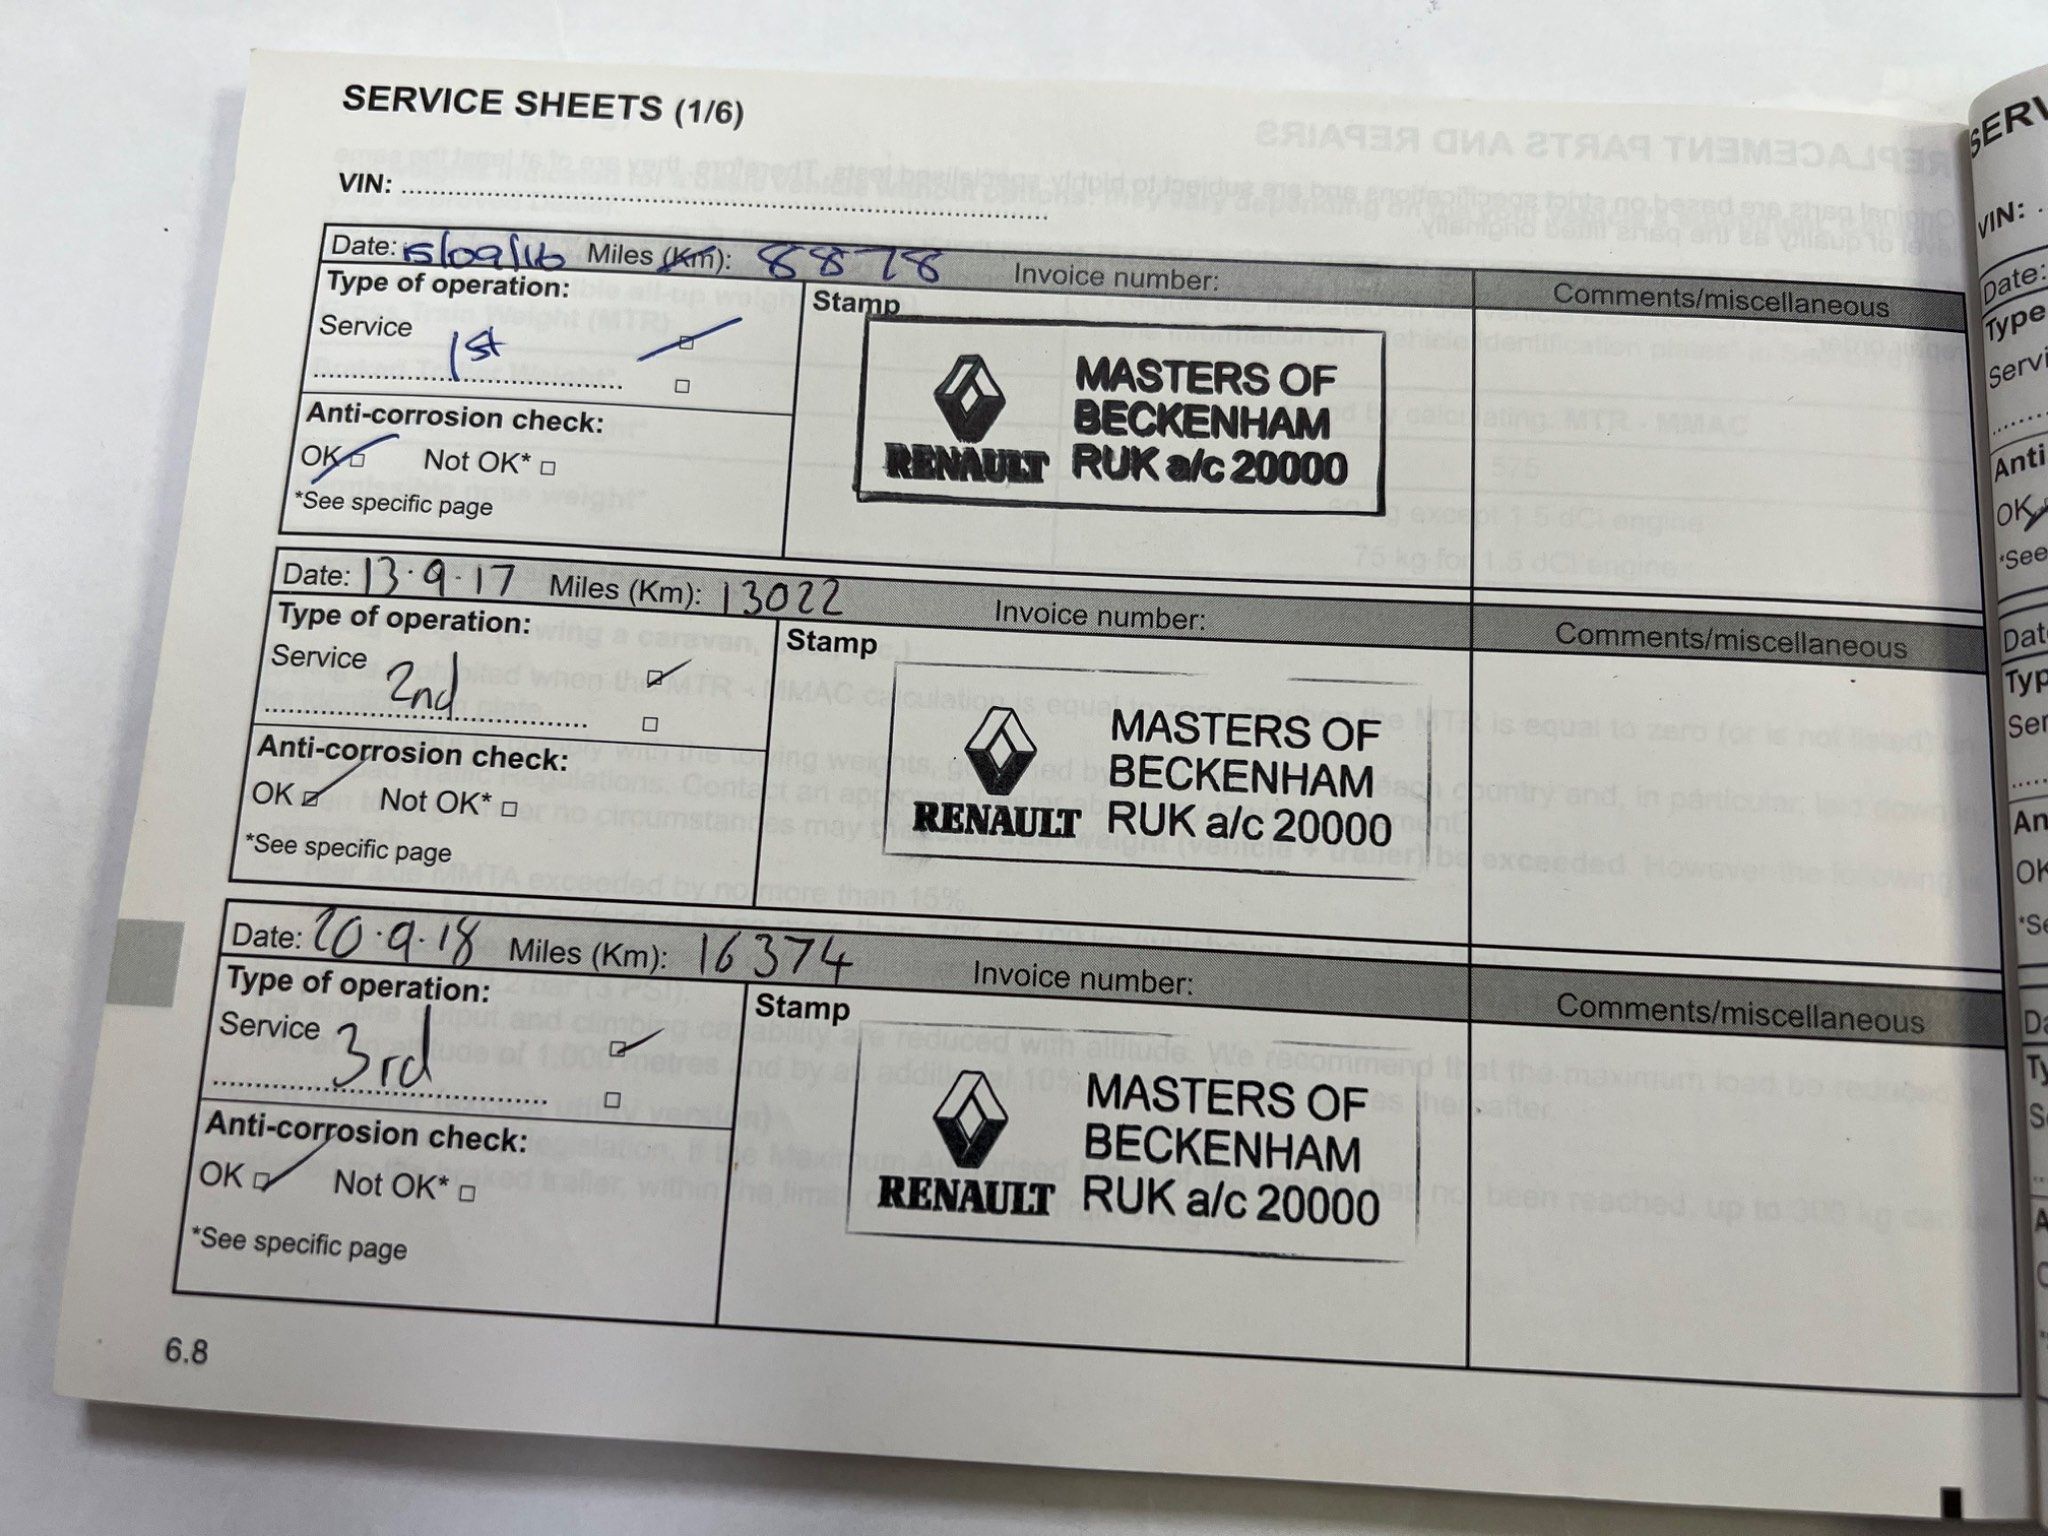 SERVICE SHEETS (1/6)
VIN:
Date: 15/09/16 Miles (Km): 8878 Invoice number:
Comments/miscellaneous
Type of operation:
Service 1st
Stamp
MASTERS OF
BECKENHAM
RENAULT RUK a/c 20000
Anti-corrosion check:
OK Not OK*
*See specific page
Date: 13.9.17 Miles (Km): 13022 Invoice number:
Comments/miscellaneous
Type of operation:
Service 2nd
Stamp
MASTERS OF
BECKENHAM
RENAULT RUK a/c 20000
Anti-corrosion check:
OK Not OK*
*See specific page
Date: 20.9.18 Miles (Km): 16374 Invoice number:
Comments/miscellaneous
Type of operation:
Service 3rd
Stamp
MASTERS OF
BECKENHAM
RENAULT RUK a/c 20000
Anti-corrosion check:
OK Not OK*
*See specific page
6.8
VIN:
Date:
Type
OK
*See